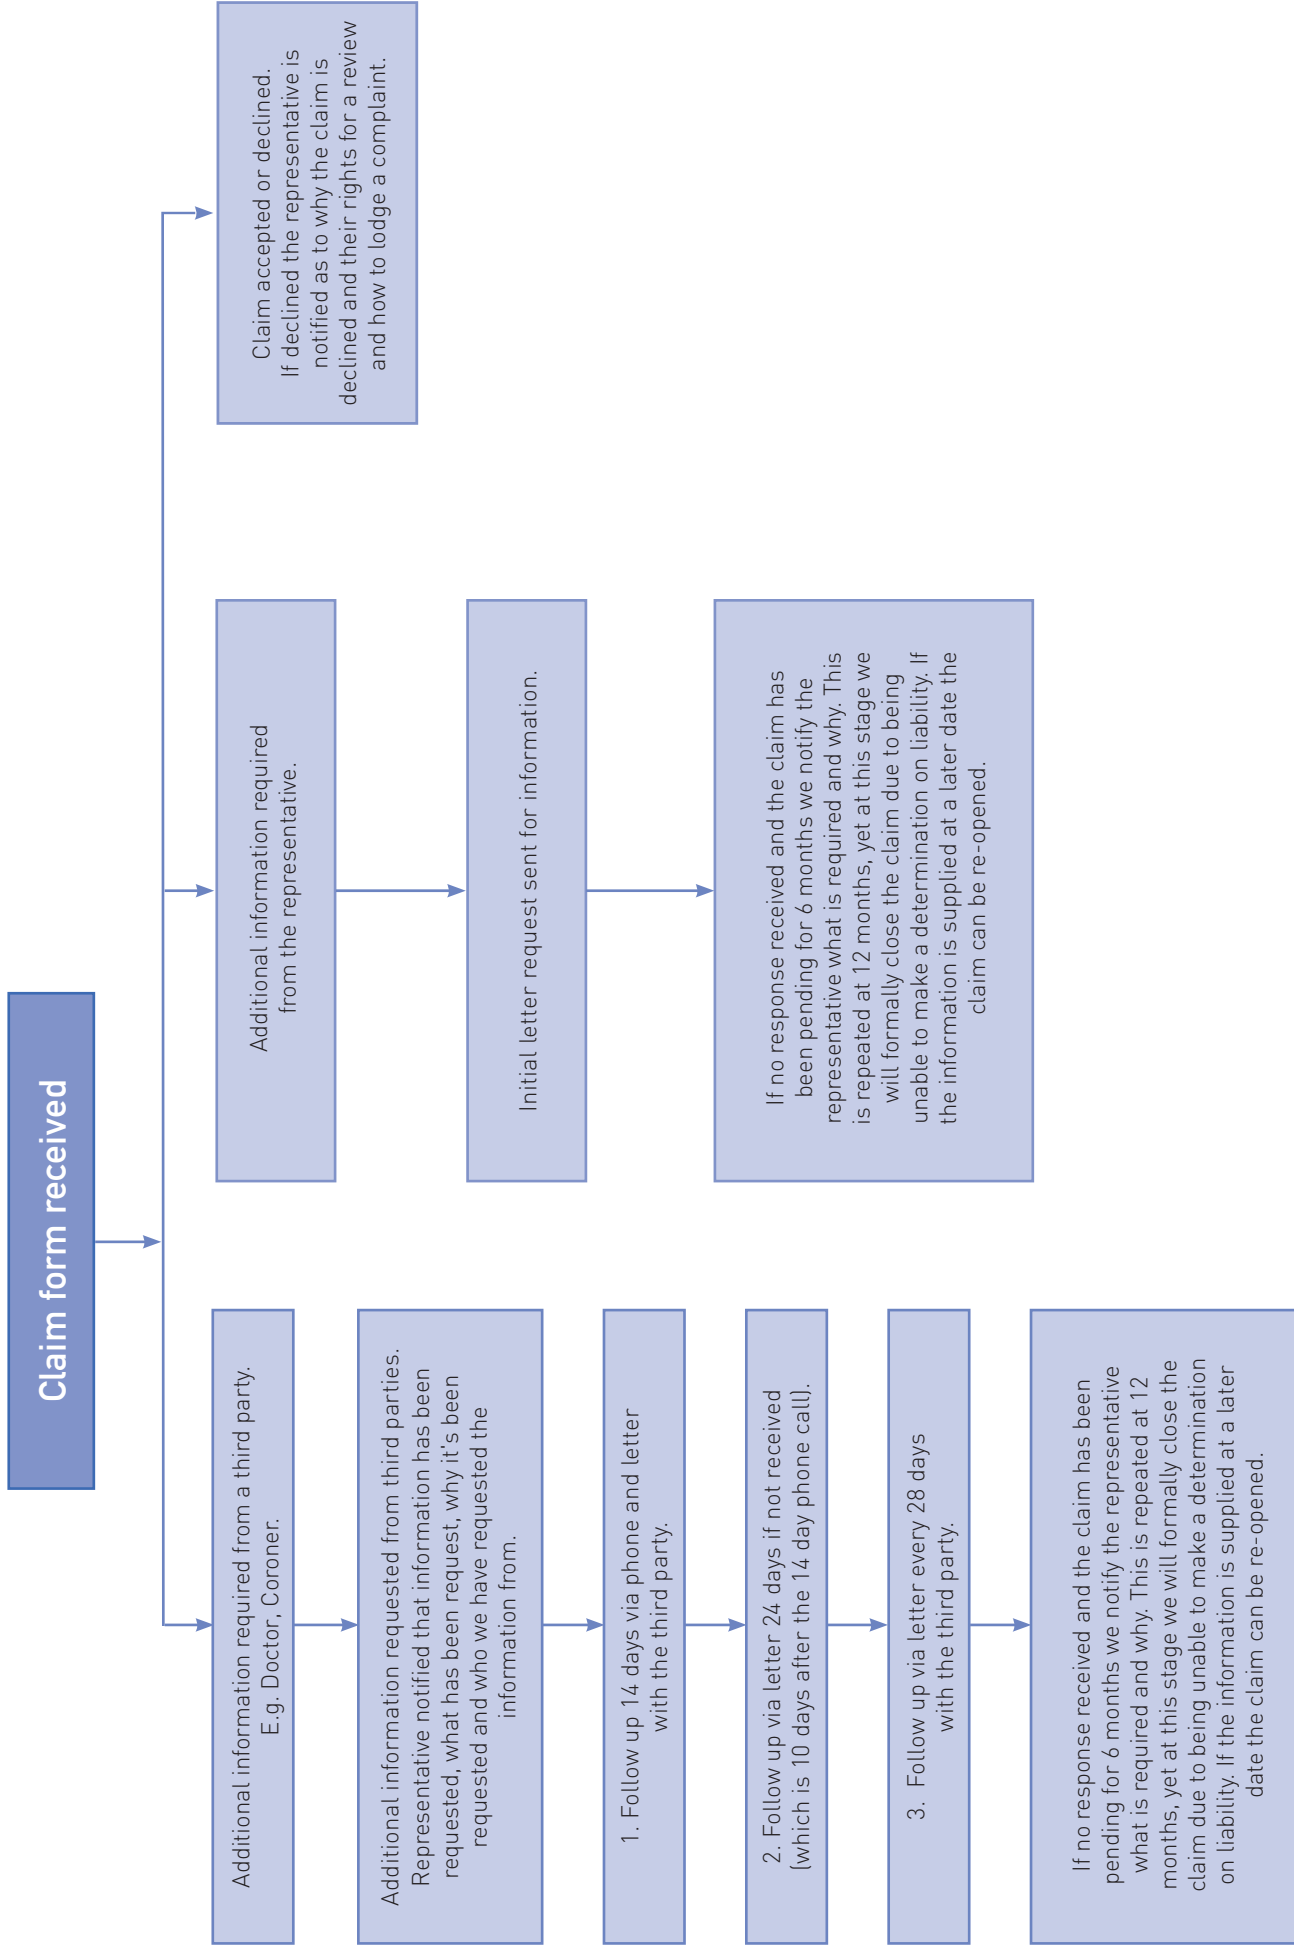 Claim form received
Additional information required from a third party.
E.g. Doctor, Coroner.
Additional information requested from third parties.
Representative notified that information has been
requested, what has been request, why it's been
requested and who we have requested the
information from.
1. Follow up 14 days via phone and letter
with the third party.
2. Follow up via letter 24 days if not received
(which is 10 days after the 14 day phone call).
3. Follow up via letter every 28 days
with the third party.
If no response received and the claim has been
pending for 6 months we notify the representative
what is required and why. This is repeated at 12
months, yet at this stage we will formally close the
claim due to being unable to make a determination
on liability. If the information is supplied at a later
date the claim can be re-opened.
Additional information required
from the representative.
Initial letter request sent for information.
If no response received and the claim has
been pending for 6 months we notify the
representative what is required and why. This
is repeated at 12 months, yet at this stage we
will formally close the claim due to being
unable to make a determination on liability. If
the information is supplied at a later date the
claim can be re-opened.
Claim accepted or declined.
If declined the representative is
notified as to why the claim is
declined and their rights for a review
and how to lodge a complaint.